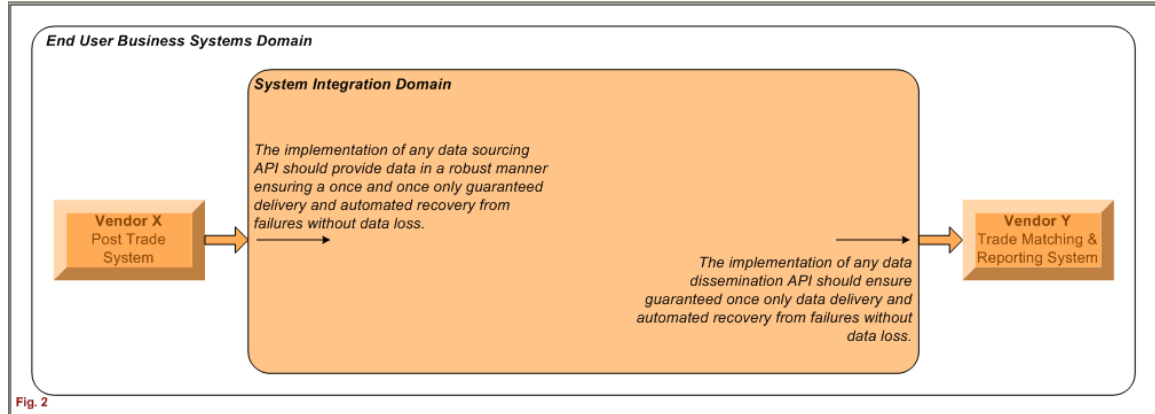 End User Business Systems Domain
System Integration Domain
The implementation of any data sourcing
API should provide data in a robust manner
ensuring a once and once only guaranteed
delivery and automated recovery from
failures without data loss.
Vendor X
Post Trade
System
Vendor Y
Trade Matching &
Reporting System
The implementation of any data
dissemination API should ensure
guaranteed once only data delivery and
automated recovery from failures without
data loss.
Fig. 2